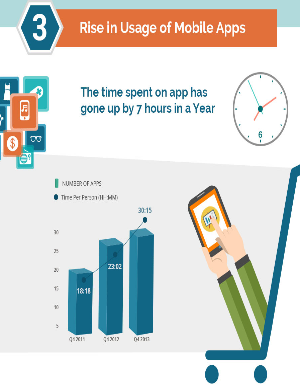 3
Rise in Usage of Mobile Apps
The time spent on app has
gone up by 7 hours in a Year
6
NUMBER OF APPS
Time Per Person (HH:MM)
30:15
30
25
20
15
10
5
23:02
18:18
Q4 2011
Q4 2012
Q4 2013